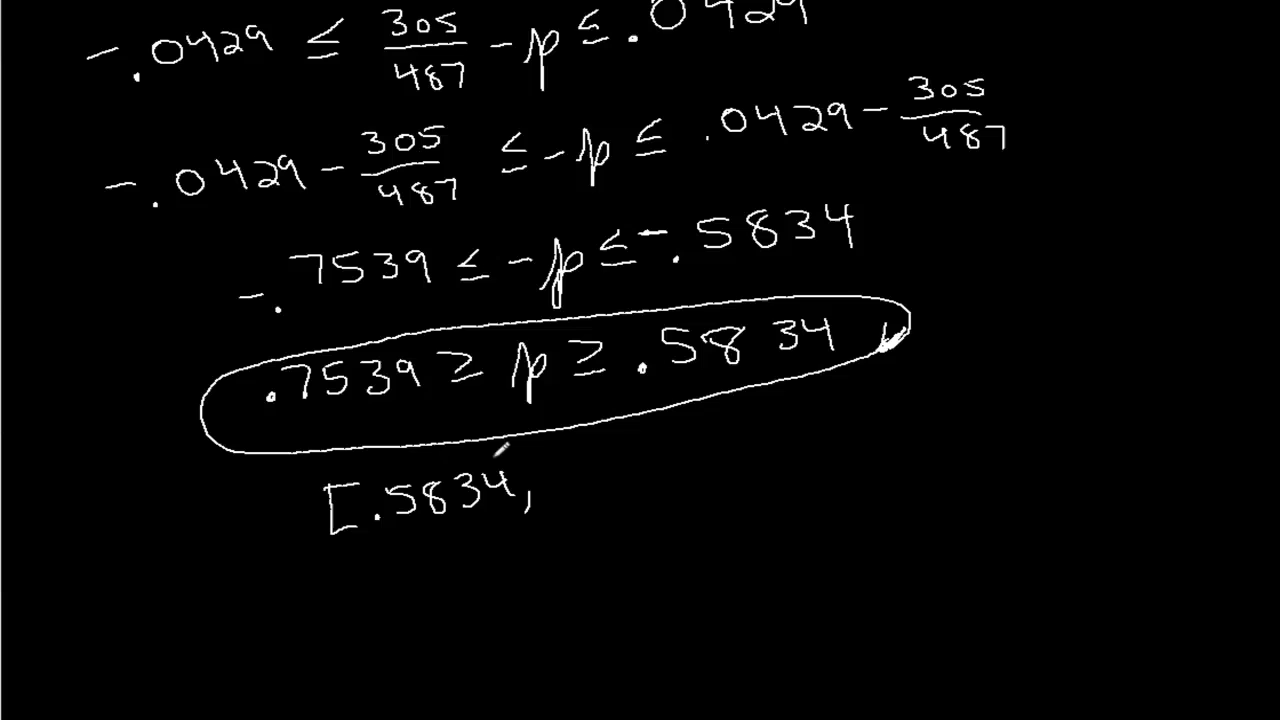 -.0429 ≤ 305/487 - p ≤ .0429
-.0429 - 305/487 ≤ -p ≤ .0429 - 305/487
-.7539 ≤ -p ≤ -.5834
.7539 ≥ p ≥ .5834
[.5834,